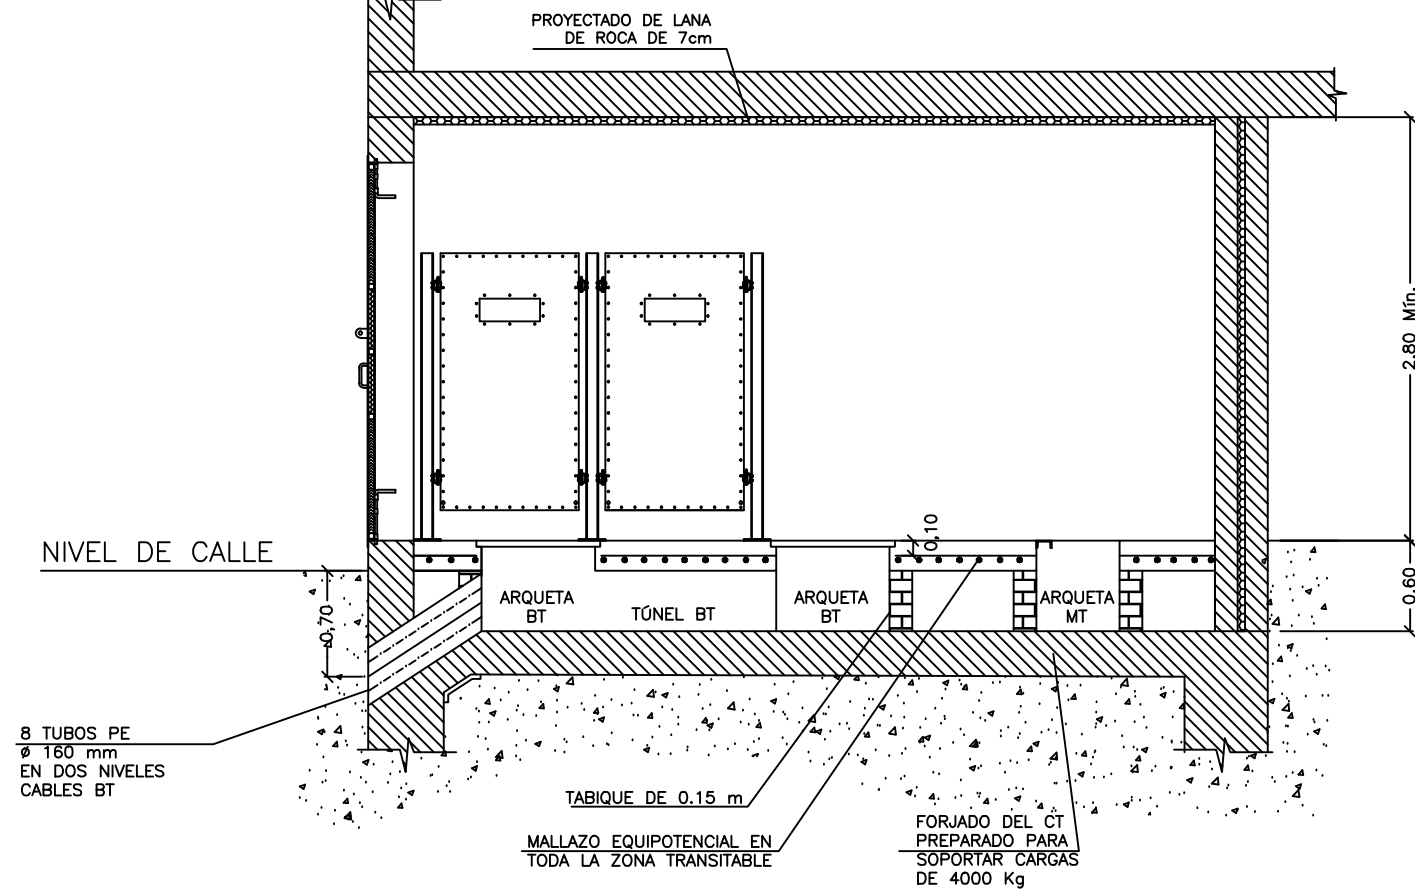 PROYECTADO DE LANA
DE ROCA DE 7cm
2.80 Mín.
0,10
NIVEL DE CALLE
0,70
ARQUETA
BT
TÚNEL BT
ARQUETA
BT
ARQUETA
MT
0.60
8 TUBOS PE
ø 160 mm
EN DOS NIVELES
CABLES BT
TABIQUE DE 0.15 m
MALLAZO EQUIPOTENCIAL EN
TODA LA ZONA TRANSITABLE
FORJADO DEL CT
PREPARADO PARA
SOPORTAR CARGAS
DE 4000 Kg